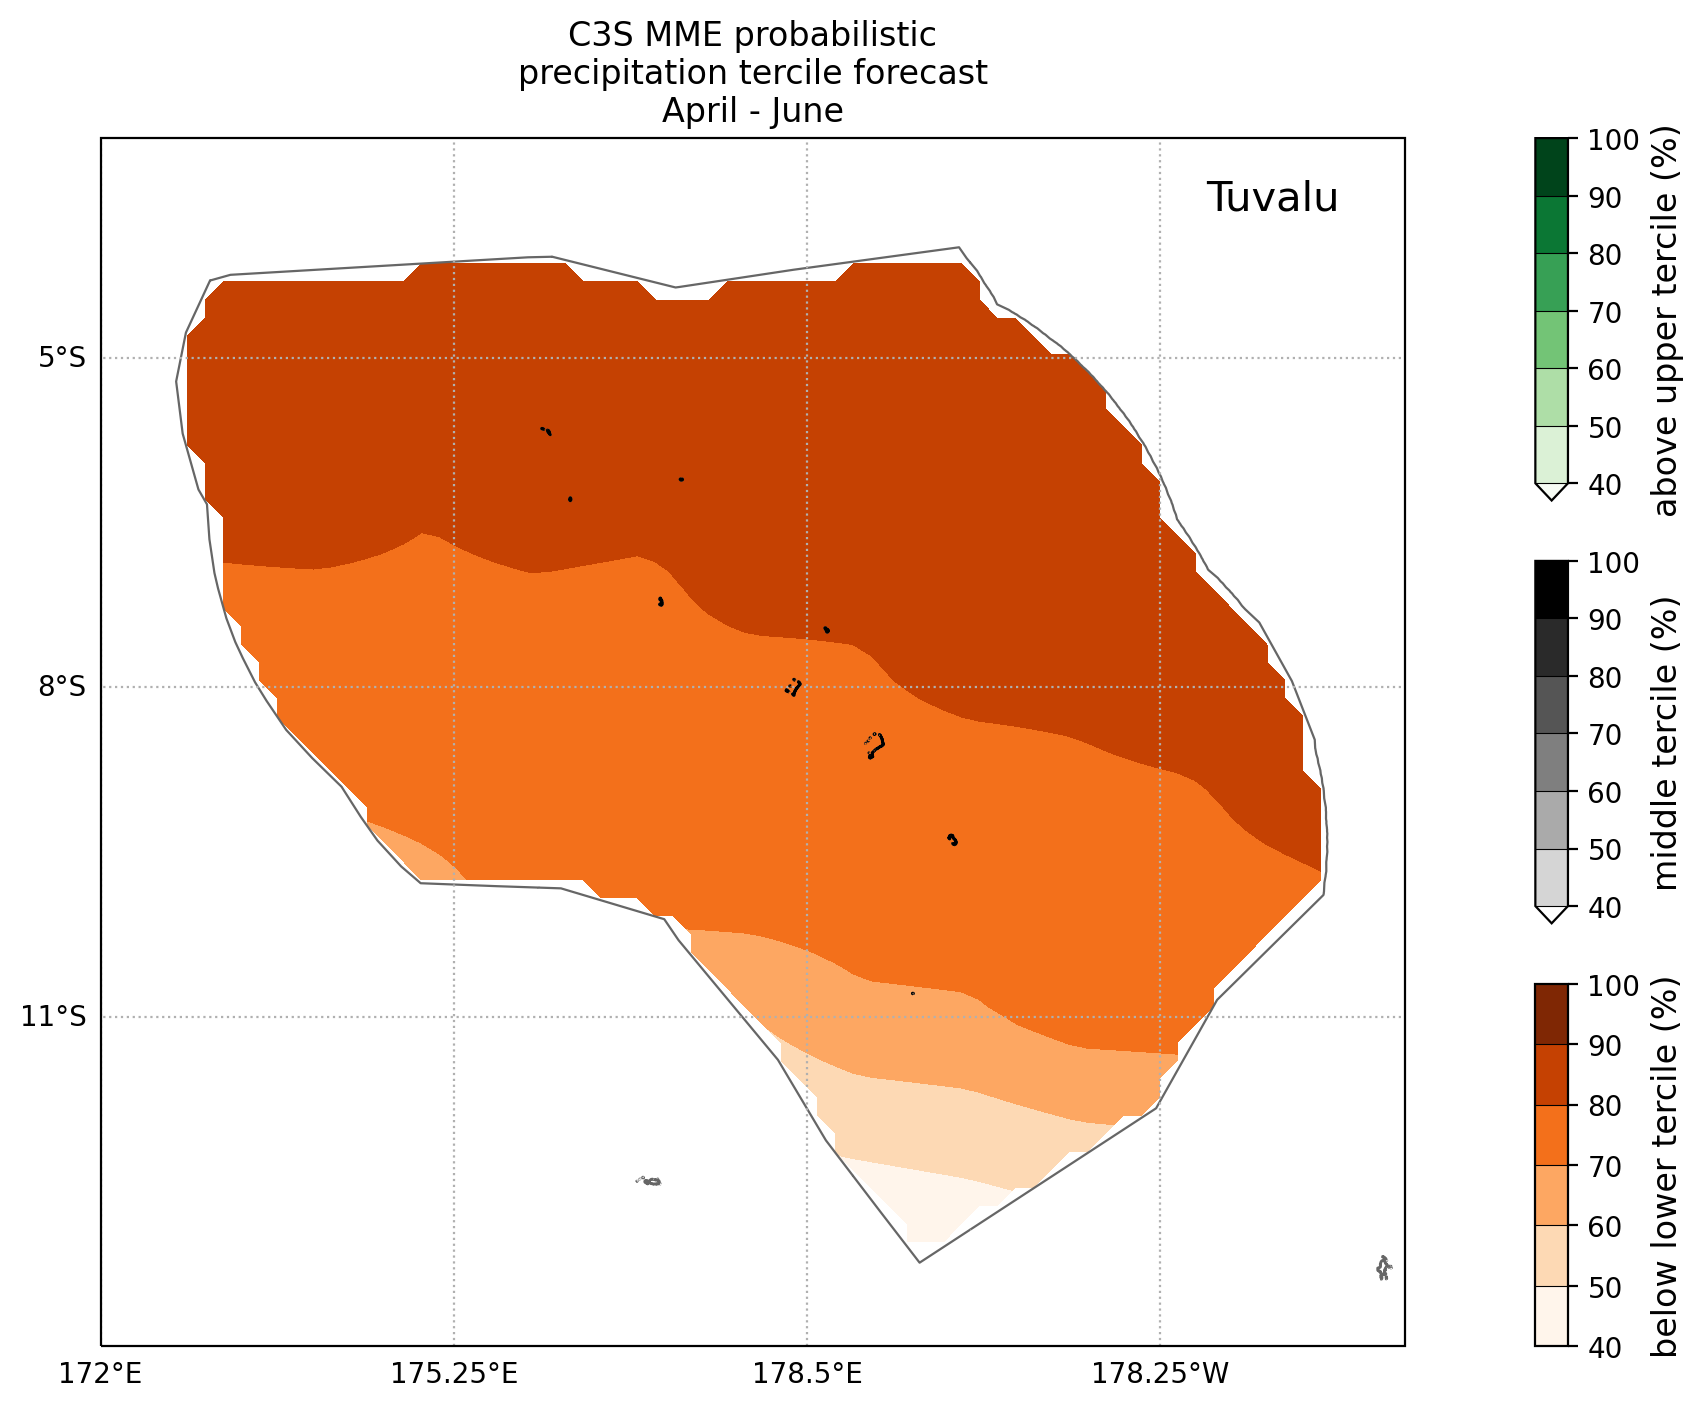 C3S MME probabilistic
precipitation tercile forecast
April - June
Tuvalu
5°S
8°S
11°S
172°E
175.25°E
178.5°E
178.25°W
100
90
80
70
60
50
40
above upper tercile (%)
100
90
80
70
60
50
40
middle tercile (%)
100
90
80
70
60
50
40
below lower tercile (%)